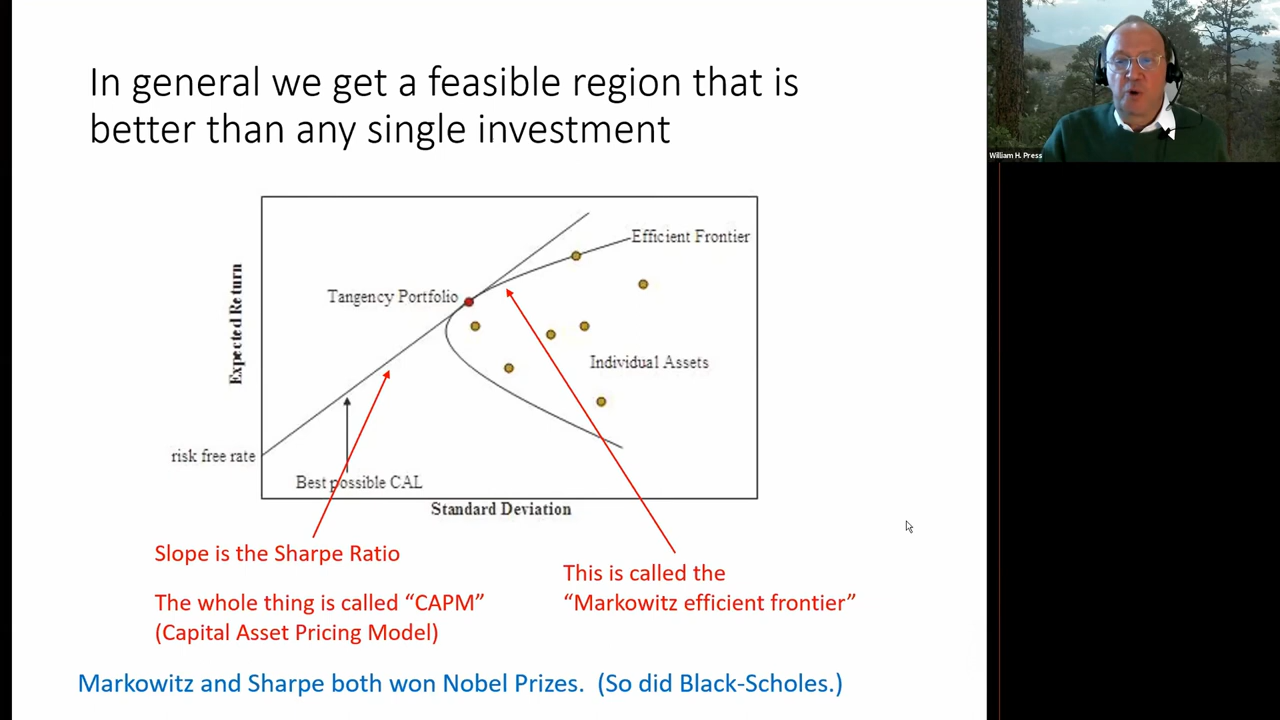 In general we get a feasible region that is
better than any single investment
William H. Press
Efficient Frontier
Tangency Portfolio
Expected Return
Individual Assets
risk free rate
Best possible CAL
Standard Deviation
Slope is the Sharpe Ratio
The whole thing is called “CAPM”
(Capital Asset Pricing Model)
This is called the
“Markowitz efficient frontier”
Markowitz and Sharpe both won Nobel Prizes.  (So did Black-Scholes.)